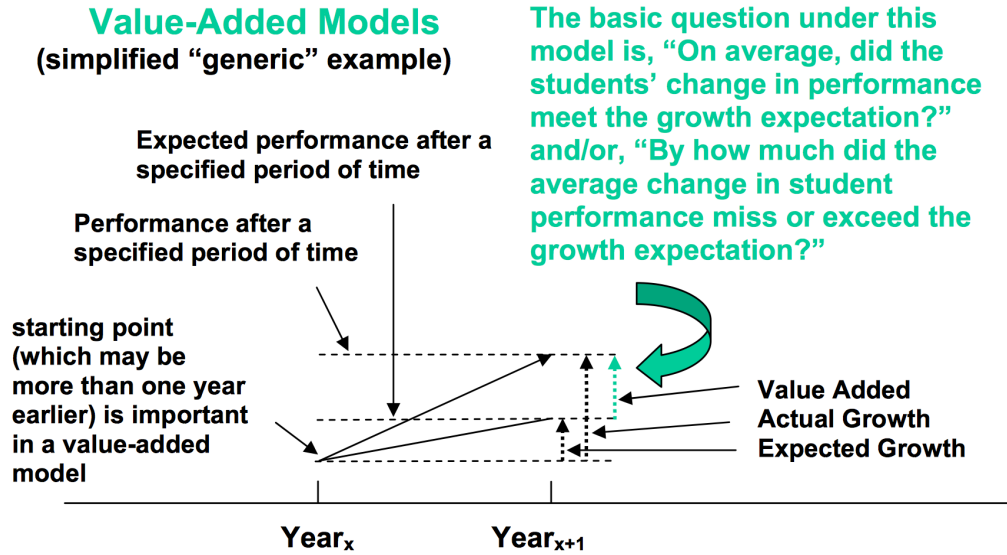 Value-Added Models
(simplified “generic” example)
The basic question under this
model is, “On average, did the
students’ change in performance
meet the growth expectation?”
and/or, “By how much did the
average change in student
performance miss or exceed the
growth expectation?”
Expected performance after a
specified period of time
Performance after a
specified period of time
starting point
(which may be
more than one year
earlier) is important
in a value-added
model
Value Added
Actual Growth
Expected Growth
Yearx
Yearx+1